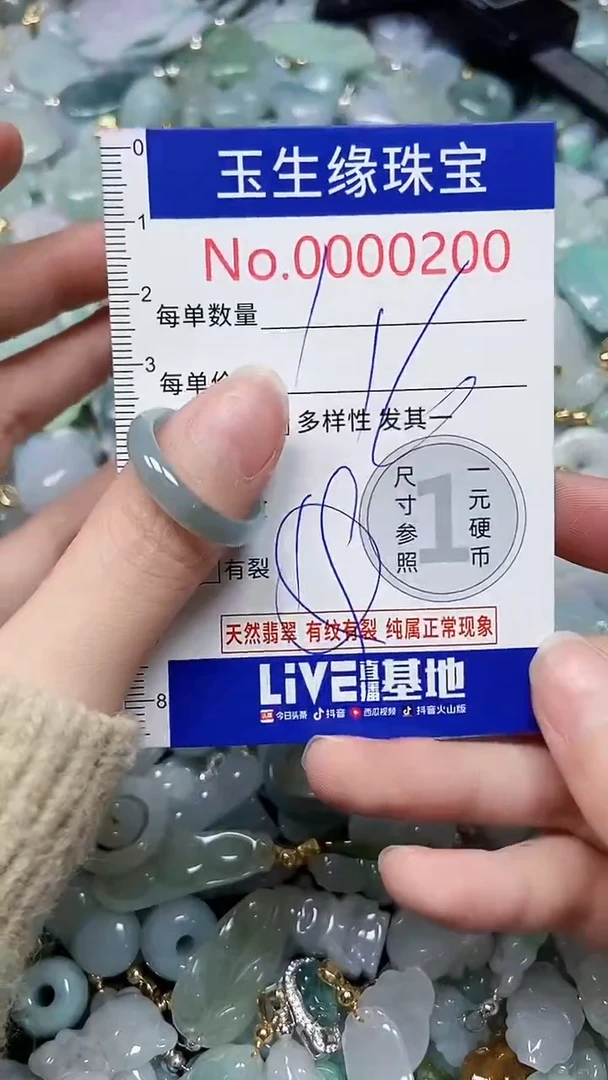 玉生缘珠宝
No.0000200
0
1
2
3
8
每单数量
每单价
多样性 发其一
尺寸参照
1
一元硬币
有裂
天然翡翠 有纹有裂 纯属正常现象
LiVE直播基地
头条 今日头条 抖音 西瓜视频 抖音火山版